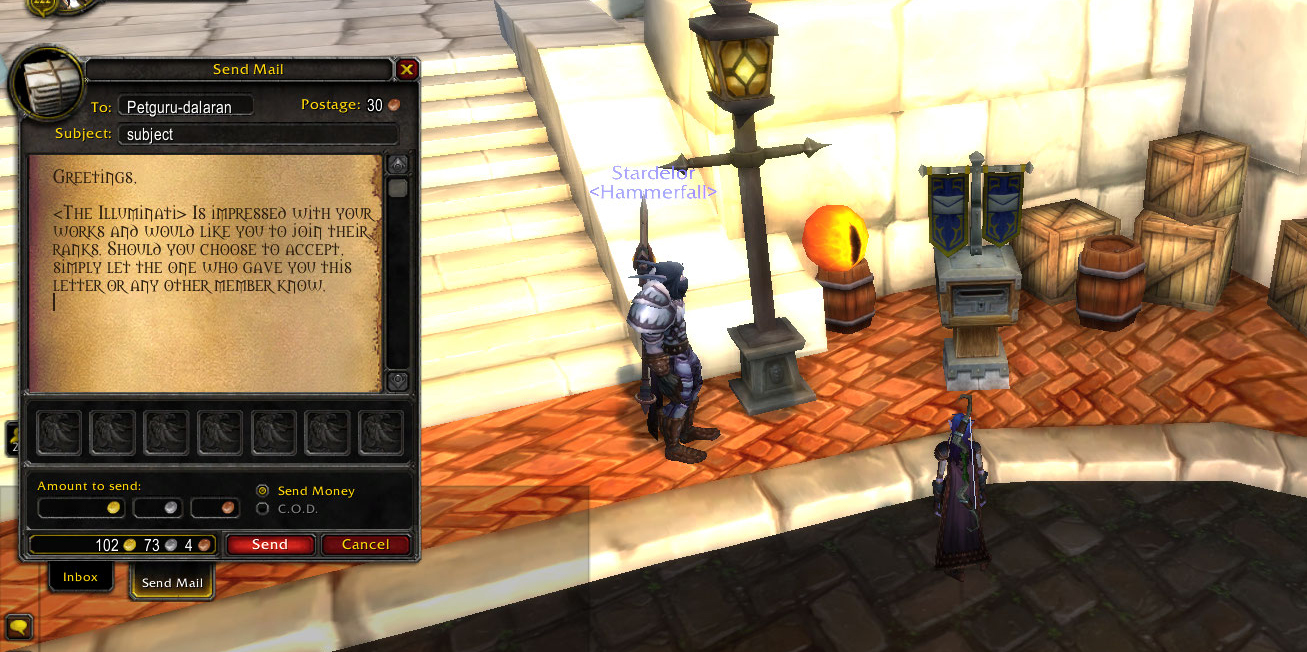 Send Mail
To: Petguru-dalaran Postage: 30
Subject: subject
Greetings,
<The Illuminati> Is impressed with your
works and would like you to join their
ranks. Should you choose to accept,
simply let the one who gave you this
letter or any other member know.
Amount to send:
Send Money
C.O.D.
102 73 4 Send Cancel
Inbox Send Mail
Stardelor
<Hammerfall>